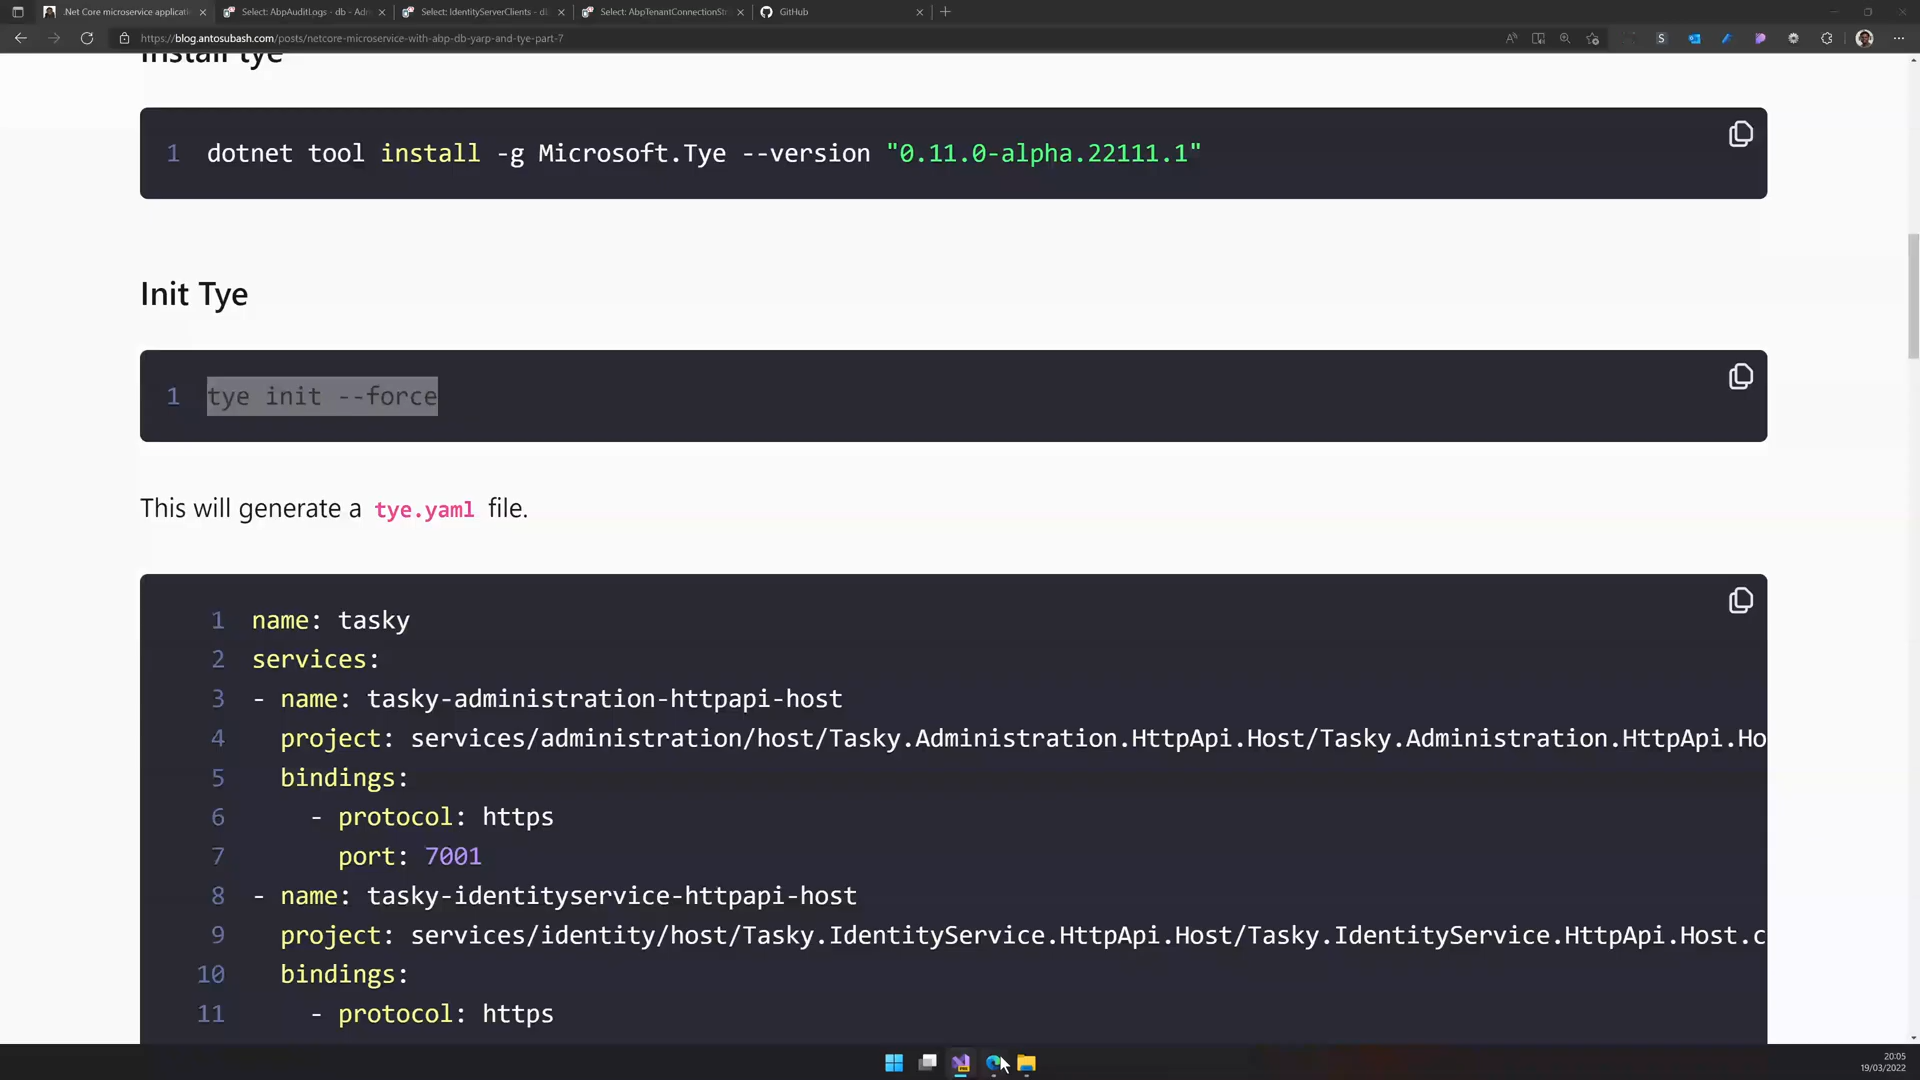 .Net Core microservice applicati
Select: AbpAuditLogs - db - Adm
Select: IdentityServerClients - d
Select: AbpTenantConnectionStr
GitHub
https://blog.antosubash.com/posts/netcore-microservice-with-abp-db-yarp-and-tye-part-7
Install tye
1 dotnet tool install -g Microsoft.Tye --version "0.11.0-alpha.22111.1"
Init Tye
1 tye init --force
This will generate a tye.yaml file.
1 name: tasky
2 services:
3 - name: tasky-administration-httpapi-host
4 project: services/administration/host/Tasky.Administration.HttpApi.Host/Tasky.Administration.HttpApi.Ho
5 bindings:
6 - protocol: https
7 port: 7001
8 - name: tasky-identityservice-httpapi-host
9 project: services/identity/host/Tasky.IdentityService.HttpApi.Host/Tasky.IdentityService.HttpApi.Host.c
10 bindings:
11 - protocol: https
20:05
19/03/2022